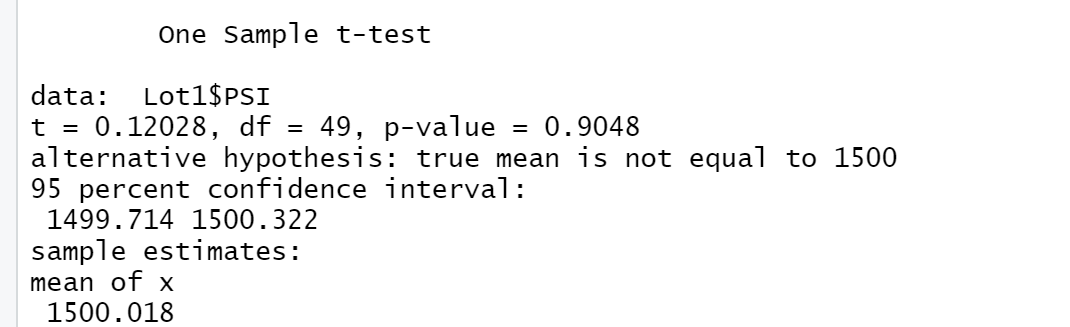 One Sample t-test
data:  Lot1$PSI
t = 0.12028, df = 49, p-value = 0.9048
alternative hypothesis: true mean is not equal to 1500
95 percent confidence interval:
1499.714 1500.322
sample estimates:
mean of x
1500.018